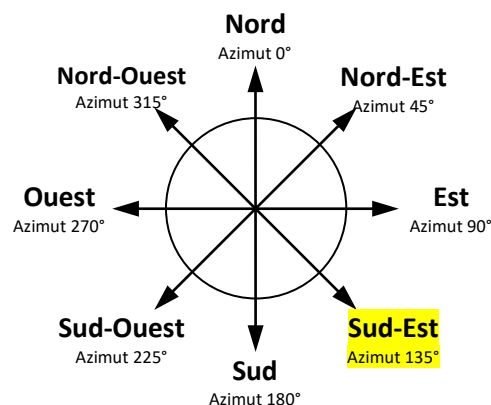 Nord
Azimut 0°
Nord-Ouest
Azimut 315°
Nord-Est
Azimut 45°
Ouest
Azimut 270°
Est
Azimut 90°
Sud-Ouest
Azimut 225°
Sud-Est
Azimut 135°
Sud
Azimut 180°